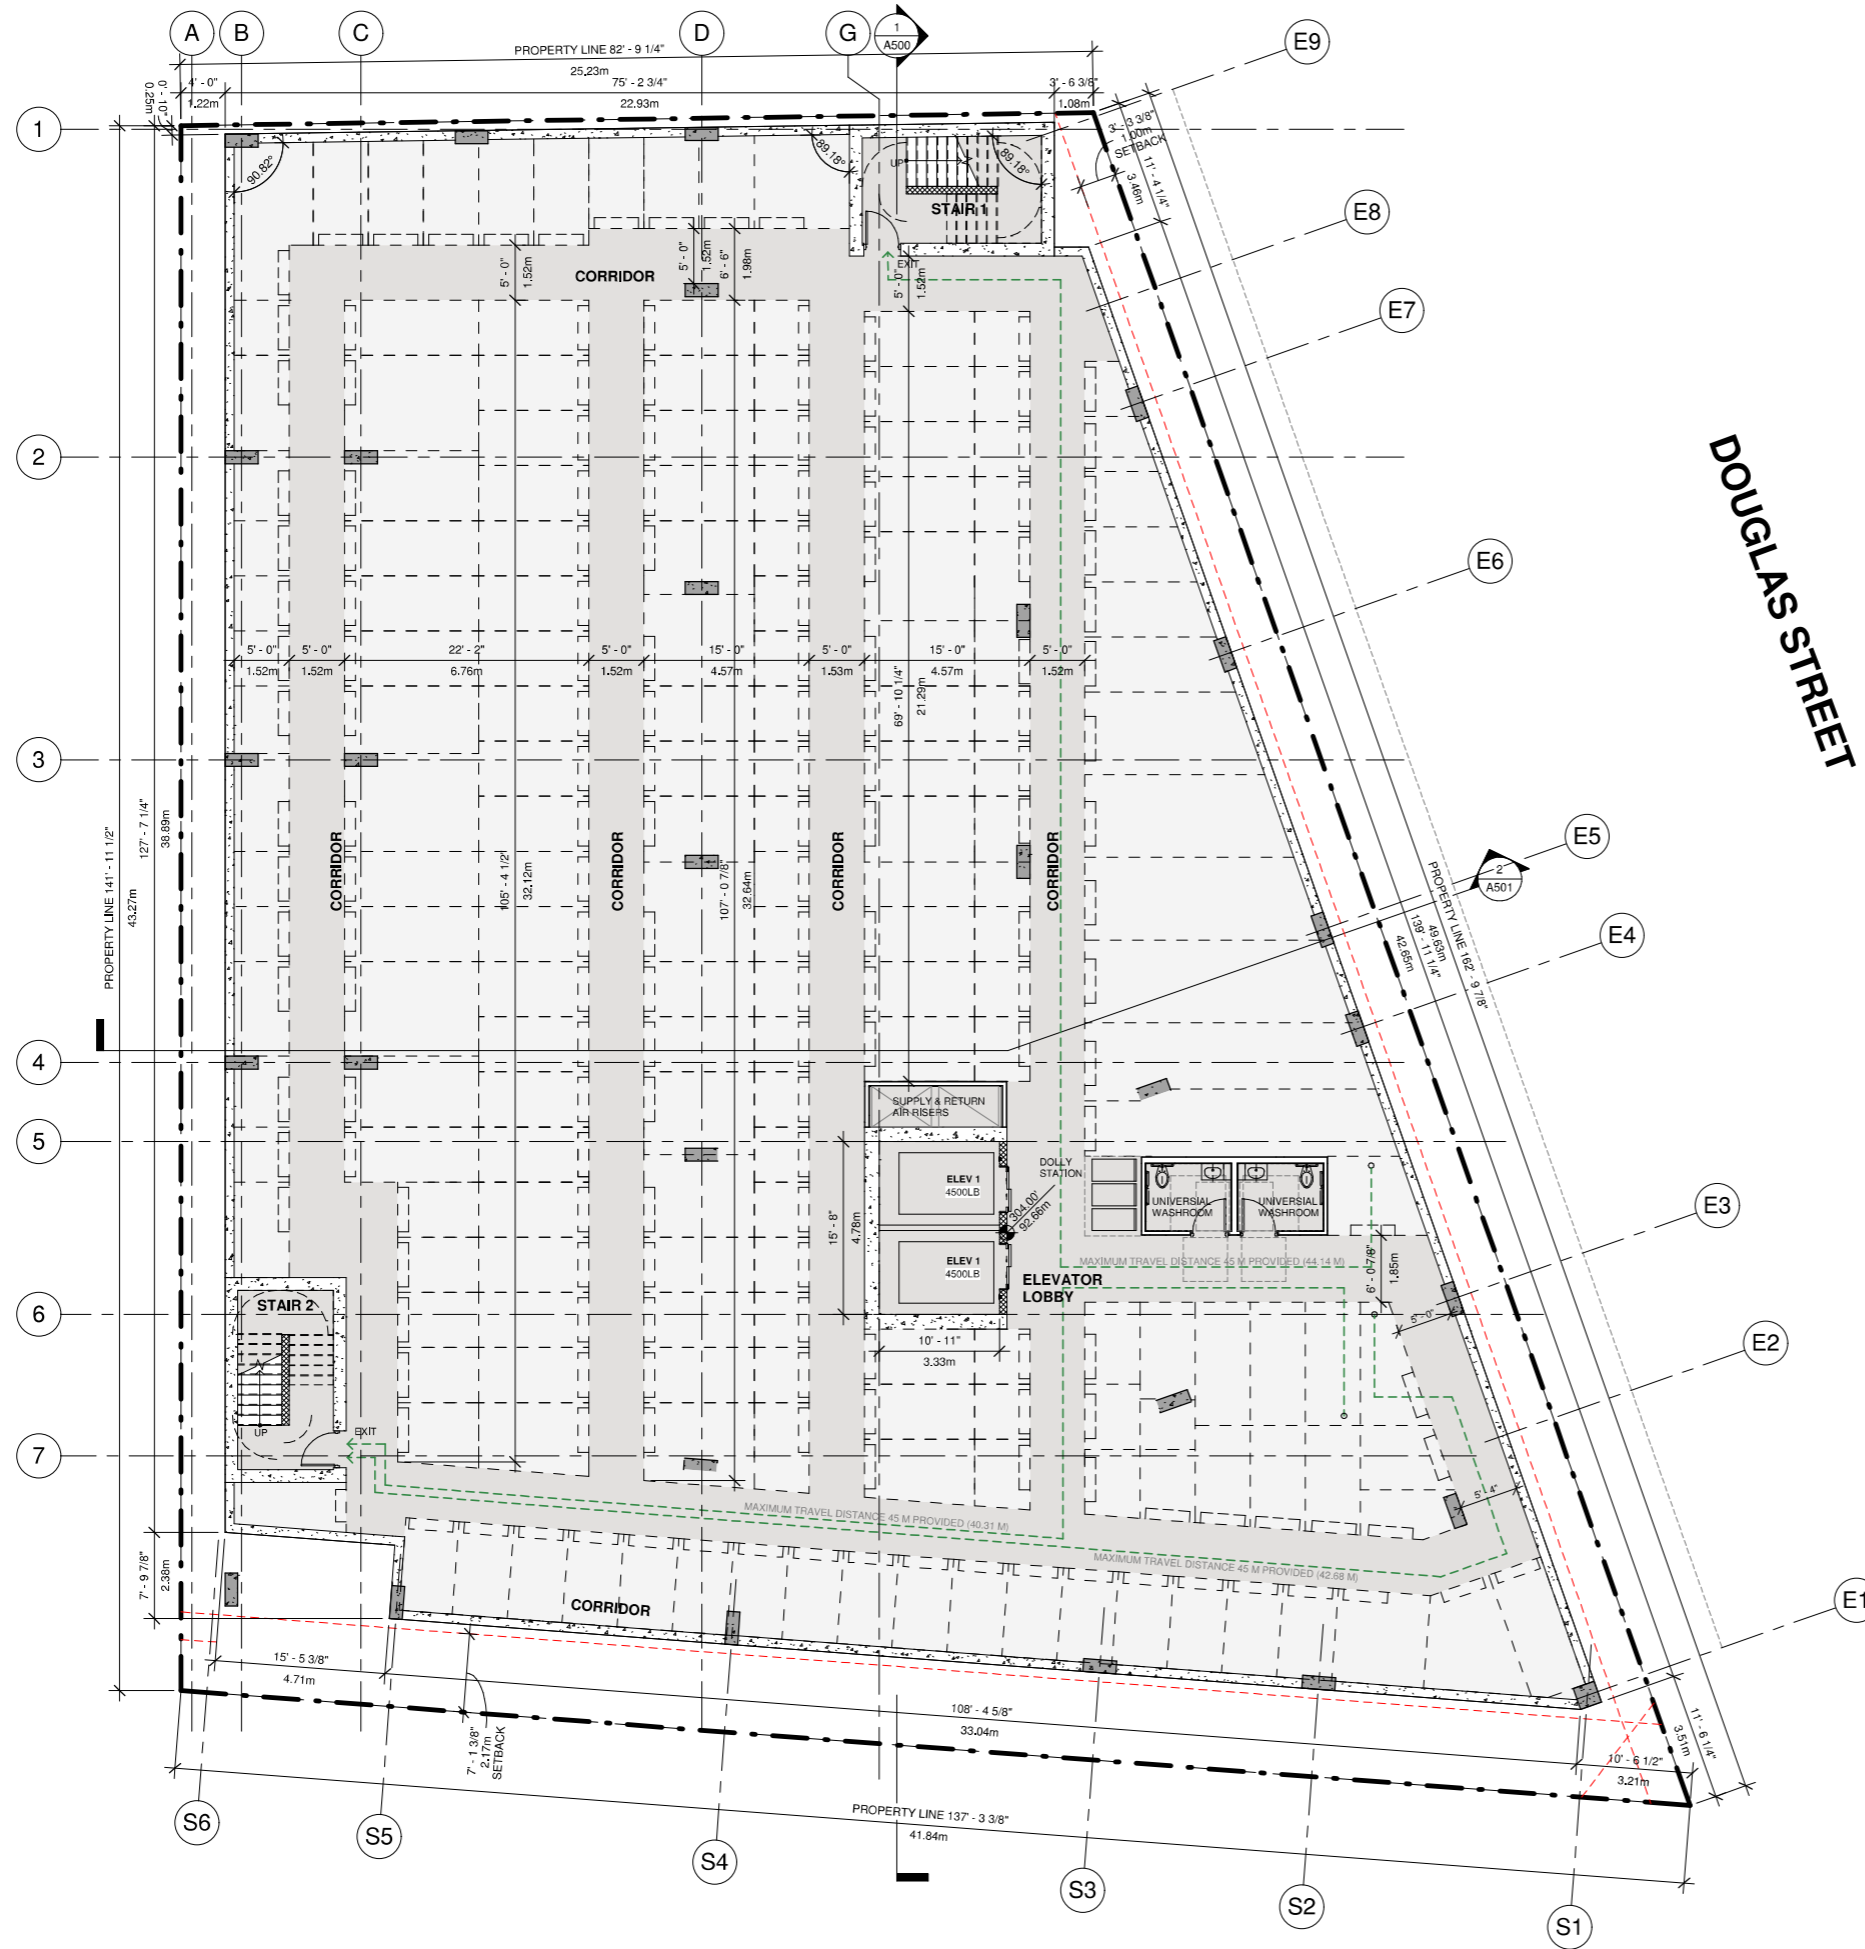 A
B
C
D
G
1
A500
E9
PROPERTY LINE 82' - 9 1/4"
25.23m
4' - 0"
1.22m
75' - 2 3/4"
22.93m
3' - 6 3/8"
1.08m
0' - 10"
0.25m
1
3' - 3 3/8"
1.00m
SETBACK
11' - 4 1/4"
3.46m
90.82°
89.18°
89.18°
UP
STAIR 1
E8
EXIT
CORRIDOR
5' - 0"
1.52m
5' - 0"
1.52m
6' - 6"
1.98m
5' - 0"
1.52m
E7
2
DOUGLAS STREET
E6
5' - 0"
1.52m
5' - 0"
1.52m
22' - 2"
6.76m
5' - 0"
1.52m
15' - 0"
4.57m
5' - 0"
1.53m
15' - 0"
4.57m
5' - 0"
1.52m
69' - 10 1/4"
21.29m
3
PROPERTY LINE 141' - 11 1/2"
43.27m
127' - 7 1/4"
38.89m
CORRIDOR
105' - 4 1/2"
32.12m
CORRIDOR
107' - 0 7/8"
32.64m
CORRIDOR
CORRIDOR
E5
2
A501
PROPERTY LINE 162' - 9 7/8"
49.63m
139' - 11 1/4"
42.65m
E4
4
SUPPLY & RETURN
AIR RISERS
5
DOLLY
STATION
ELEV 1
4500LB
304.00'
92.66m
UNIVERSIAL
WASHROOM
UNIVERSIAL
WASHROOM
E3
15' - 8"
4.78m
ELEV 1
4500LB
MAXIMUM TRAVEL DISTANCE 45 M PROVIDED (44.14 M)
6' - 0 7/8"
1.85m
ELEVATOR
LOBBY
STAIR 2
6
5' - 0"
10' - 11"
3.33m
E2
UP
EXIT
7
5' - 4"
MAXIMUM TRAVEL DISTANCE 45 M PROVIDED (40.31 M)
MAXIMUM TRAVEL DISTANCE 45 M PROVIDED (42.68 M)
7' - 9 7/8"
2.38m
CORRIDOR
E1
15' - 5 3/8"
4.71m
7' - 1 3/8"
2.17m
SETBACK
108' - 4 5/8"
33.04m
10' - 6 1/2"
3.21m
11' - 6 1/4"
3.51m
PROPERTY LINE 137' - 3 3/8"
41.84m
S6
S5
S4
S3
S2
S1